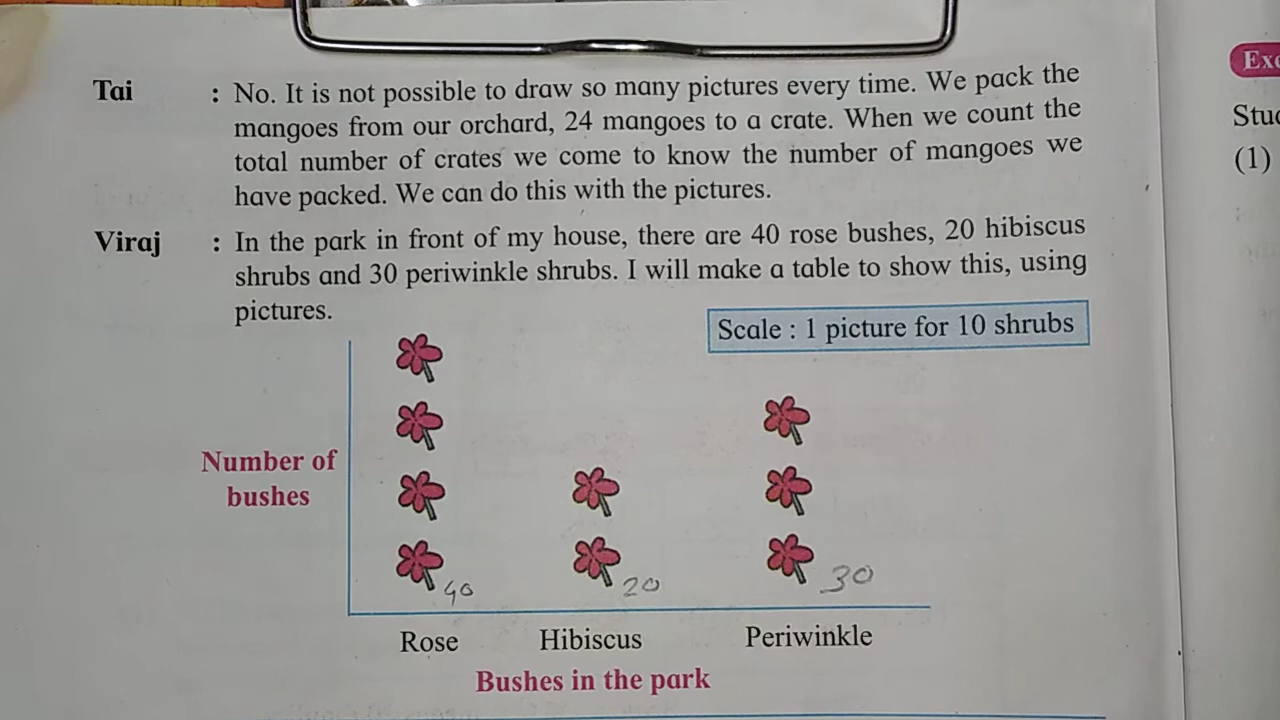 Tai : No. It is not possible to draw so many pictures every time. We pack the
mangoes from our orchard, 24 mangoes to a crate. When we count the
total number of crates we come to know the number of mangoes we
have packed. We can do this with the pictures.
Viraj : In the park in front of my house, there are 40 rose bushes, 20 hibiscus
shrubs and 30 periwinkle shrubs. I will make a table to show this, using
pictures.
Scale : 1 picture for 10 shrubs
Number of
bushes
40 20 30
Rose Hibiscus Periwinkle
Bushes in the park
(1)